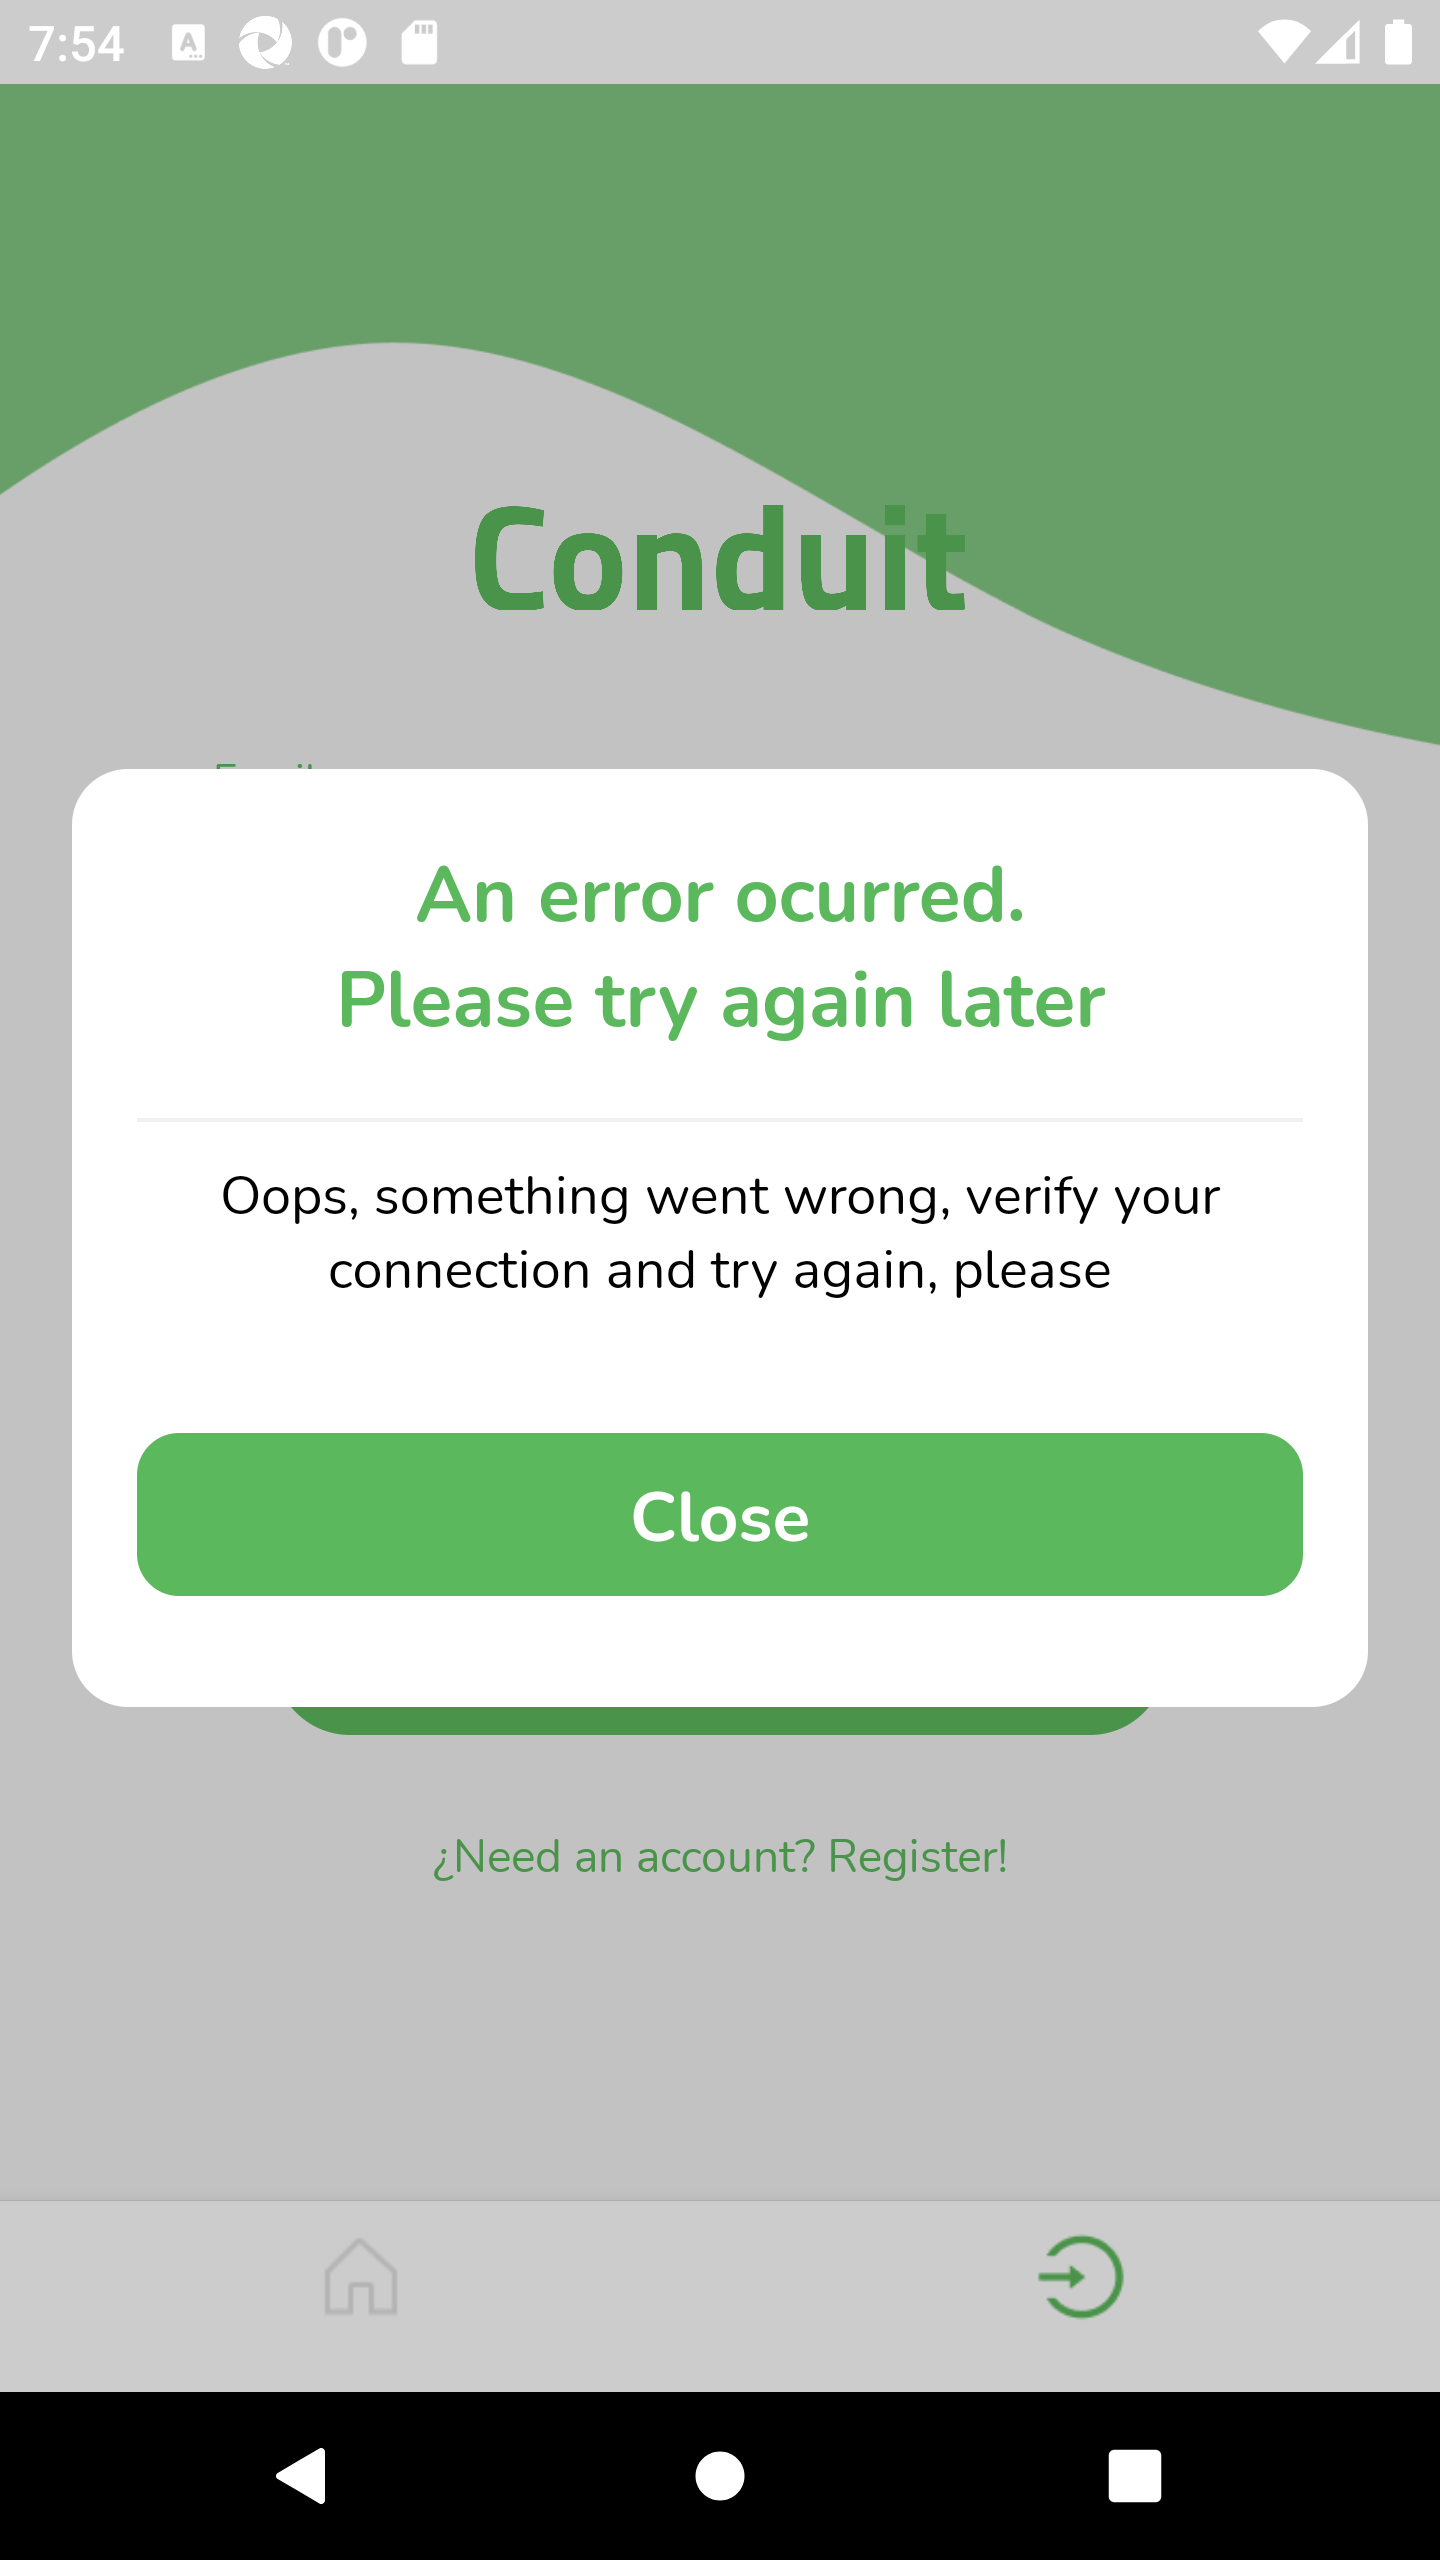 7:54
Conduit
An error ocurred.
Please try again later
Oops, something went wrong, verify your
connection and try again, please
Close
¿Need an account? Register!